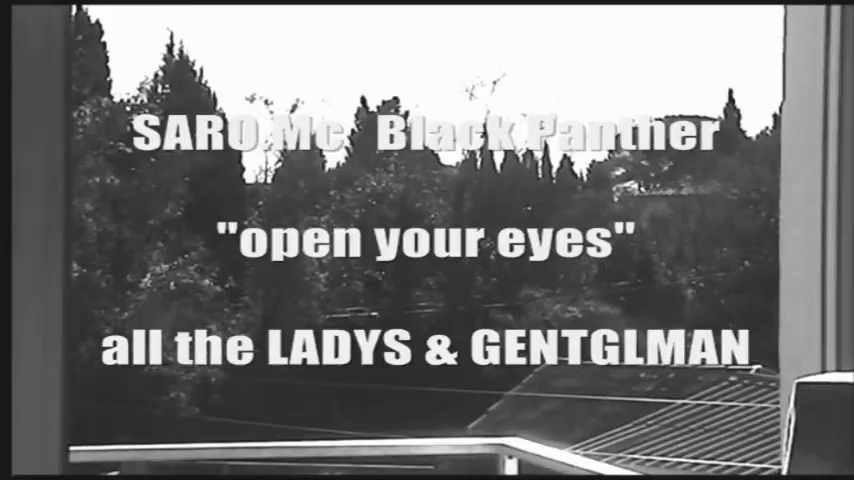 SARO Mc Black Panther
"open your eyes"
all the LADYS & GENTGLMAN